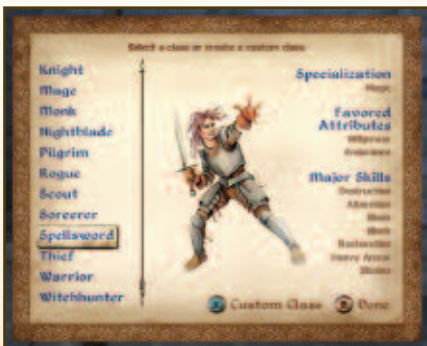 Select a class or create a custom class
Knight
Mage
Monk
Nightblade
Pilgrim
Rogue
Scout
Sorcerer
Spellsword
Thief
Warrior
Witchhunter
Specialization
Magic
Favored
Attributes
Willpower
Endurance
Major Skills
Destruction
Alteration
Blade
Block
Restoration
Heavy Armor
Illusion
X Custom Class
Done